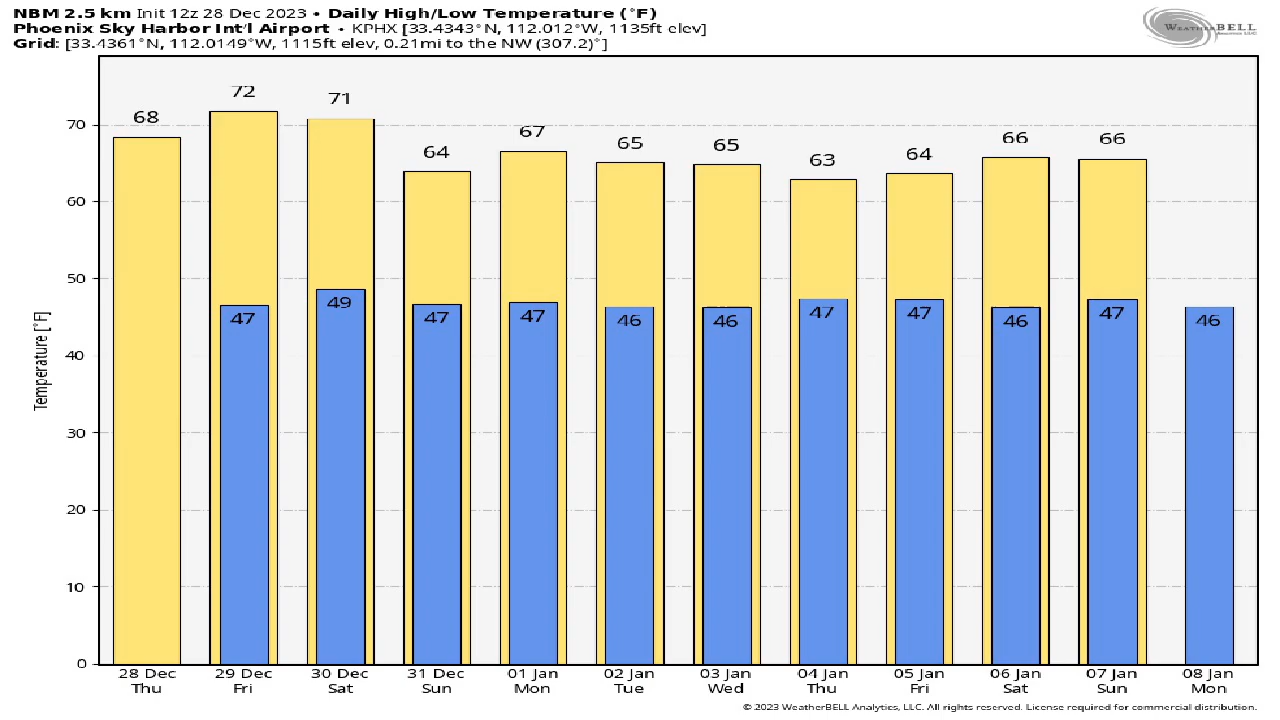 NBM 2.5 km Init 12z 28 Dec 2023 • Daily High/Low Temperature (°F)
Phoenix Sky Harbor Int'l Airport • KPHX [33.4343°N, 112.012°W, 1135ft elev]
Grid: [33.4361°N, 112.0149°W, 1115ft elev, 0.21mi to the NW (307.2)°]
WEATHERBELL
68 72 71 64 67 65 65 63 64 66 66
47 49 47 47 46 46 47 47 46 47 46
Temperature [°F]
70
60
50
40
30
20
10
0
28 Dec 29 Dec 30 Dec 31 Dec 01 Jan 02 Jan 03 Jan 04 Jan 05 Jan 06 Jan 07 Jan 08 Jan
Thu Fri Sat Sun Mon Tue Wed Thu Fri Sat Sun Mon
© 2023 WeatherBELL Analytics, LLC. All rights reserved. License required for commercial distribution.